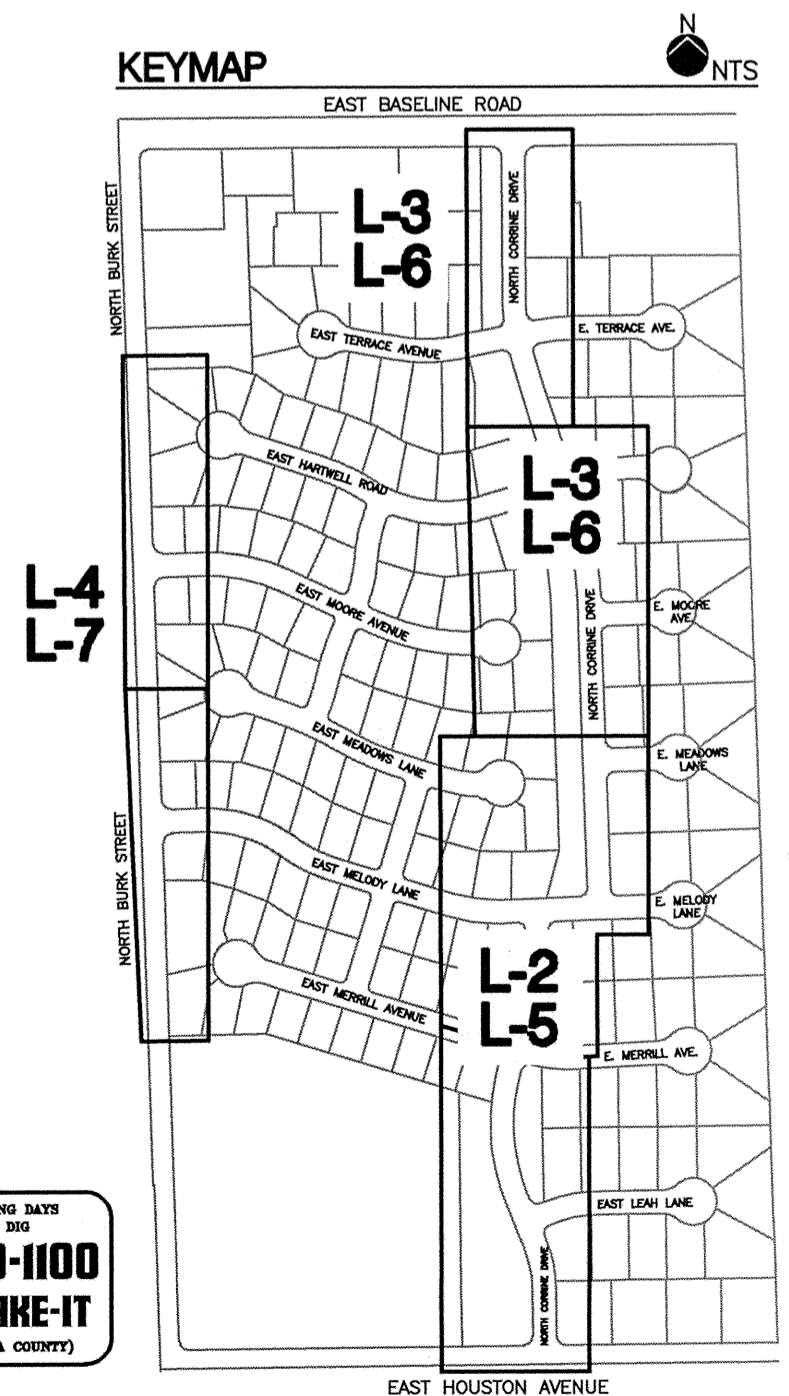 KEYMAP
N
NTS
EAST BASELINE ROAD
NORTH BURK STREET
L-3
L-6
NORTH CORRINE DRIVE
EAST TERRACE AVENUE
E. TERRACE AVE.
EAST HARTWELL ROAD
L-3
L-6
L-4
L-7
EAST MOORE AVENUE
NORTH CORRINE DRIVE
E. MOORE
AVE.
EAST MEADOWS LANE
E. MEADOWS
LANE
NORTH BURK STREET
EAST MELODY LANE
E. MELODY
LANE
L-2
L-5
EAST MERRILL AVENUE
E. MERRILL AVE.
EAST LEAH LANE
NORTH CORRINE DRIVE
NG DAYS
DIG
-1100
KE-IT
A COUNTY)
EAST HOUSTON AVENUE